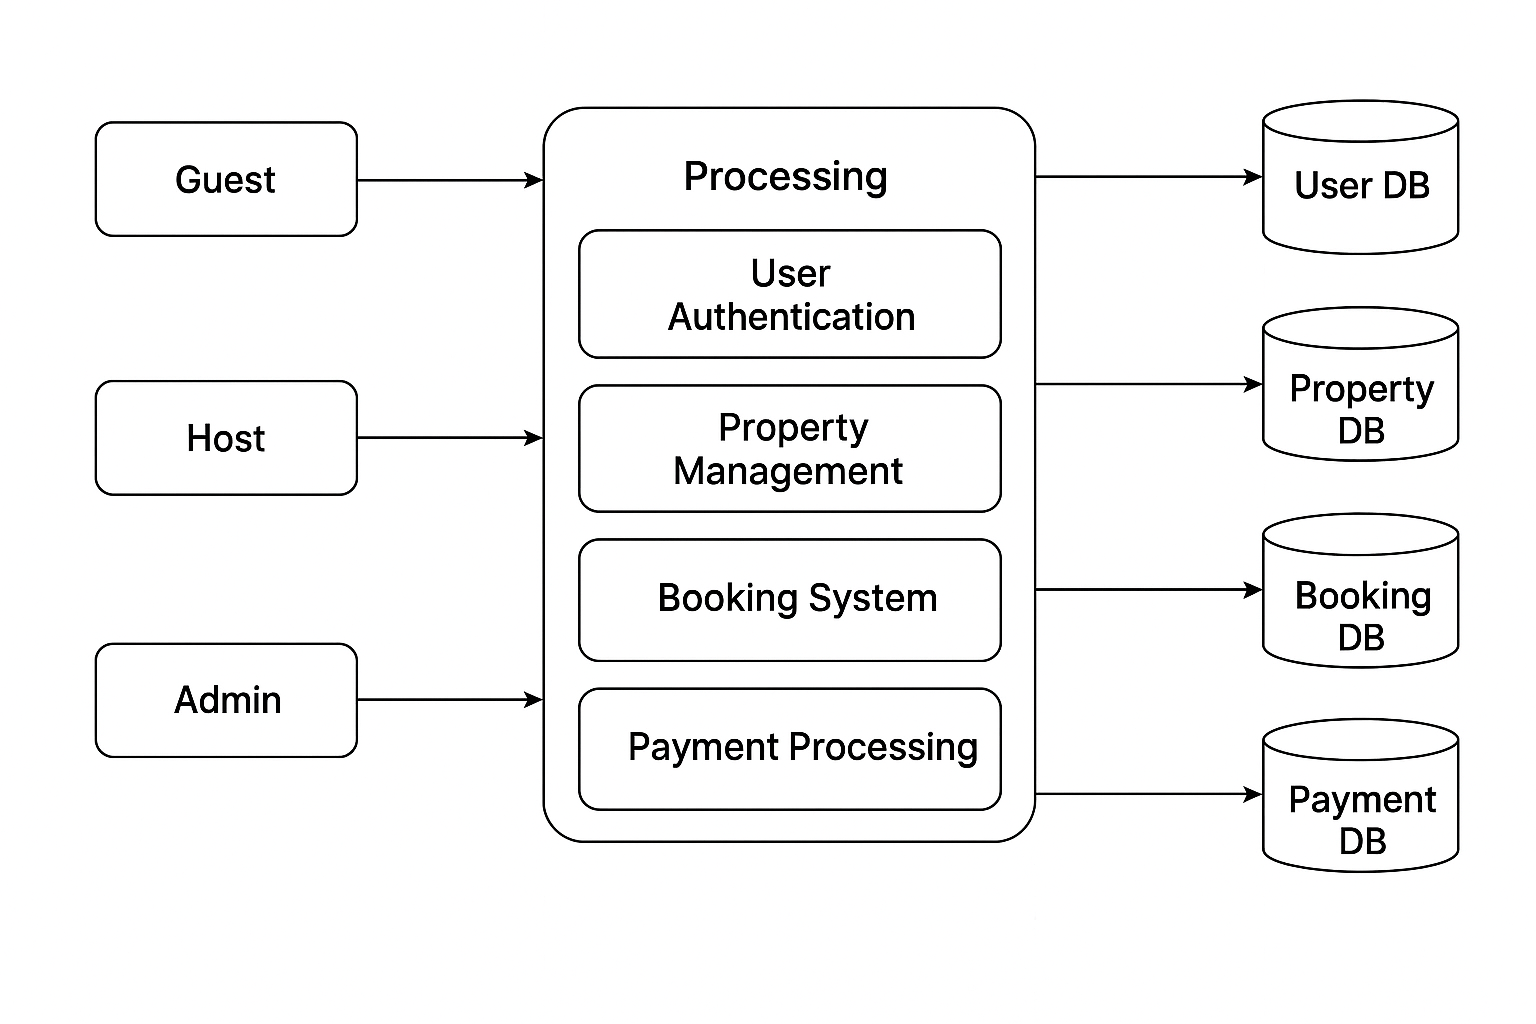 Guest
Host
Admin
Processing
User
Authentication
Property
Management
Booking System
Payment Processing
User DB
Property
DB
Booking
DB
Payment
DB